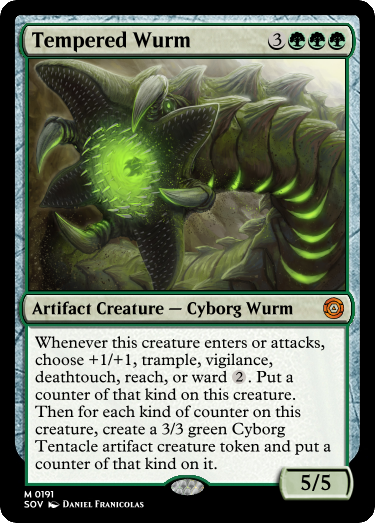 Tempered Wurm 3
Artifact Creature — Cyborg Wurm
Whenever this creature enters or attacks,
choose +1/+1, trample, vigilance,
deathtouch, reach, or ward 2. Put a
counter of that kind on this creature.
Then for each kind of counter on this
creature, create a 3/3 green Cyborg
Tentacle artifact creature token and put a
counter of that kind on it.
5/5
M 0191
SOV Daniel Franicolas